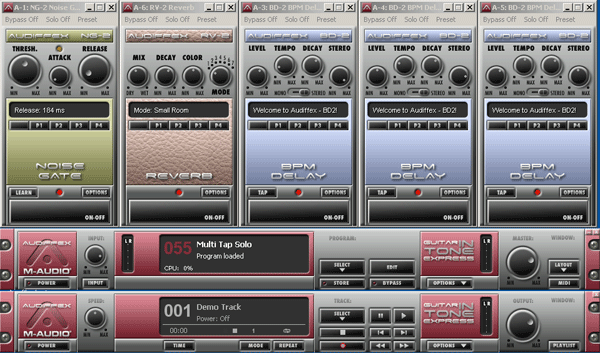 A-1: NG-2 Noise G...
A-6: RV-2 Reverb
A-3: BD-2 BPM De...
A-4: BD-2 BPM De...
A-5: BD-2 BPM De...
Bypass Off Solo Off Preset
Bypass Off Solo Off Preset
Bypass Off Solo Off Preset
Bypass Off Solo Off Preset
Bypass Off Solo Off Preset
AUDIFFEX NG-2
AUDIFFEX RV-2
AUDIFFEX BD-2
AUDIFFEX BD-2
AUDIFFEX BD-2
THRESH. ATTACK RELEASE
MIX DECAY COLOR MODE
LEVEL TEMPO DECAY STEREO
LEVEL TEMPO DECAY STEREO
LEVEL TEMPO DECAY STEREO
MIN MAX MIN MAX
DRY WET MIN MAX MIN MAX
MIN MAX MONO STEREO MIN MAX
MIN MAX MONO STEREO MIN MAX
MIN MAX MONO STEREO MIN MAX
Release: 184 ms
Mode: Small Room
Welcome to Audiffex - BD2!
Welcome to Audiffex - BD2!
Welcome to Audiffex - BD2!
P1 P2 P3 P4
P1 P2 P3 P4
P1 P2 P3 P4
P1 P2 P3 P4
P1 P2 P3 P4
NOISE GATE
REVERB
BPM DELAY
BPM DELAY
BPM DELAY
LEARN OPTIONS
OPTIONS
TAP OPTIONS
TAP OPTIONS
TAP OPTIONS
ON-OFF
ON-OFF
ON-OFF
ON-OFF
ON-OFF
AUDIFFEX
M-AUDIO
POWER
INPUT:
MIN MAX
INPUT
L R
055 Multi Tap Solo
Program loaded
CPU: 0%
PROGRAM:
SELECT
EDIT
STORE
BYPASS
GUITAR IN TONE EXPRESS
OPTIONS
L R
MASTER:
MIN MAX
WINDOW:
LAYOUT
MIDI
AUDIFFEX
M-AUDIO
POWER
SPEED:
MIN MAX
001 Demo Track
Power: Off
00:00 1
TIME MODE REPEAT
TRACK:
SELECT
GUITAR IN TONE EXPRESS
OPTIONS
L R
OUTPUT:
MIN MAX
WINDOW:
PLAYLIST